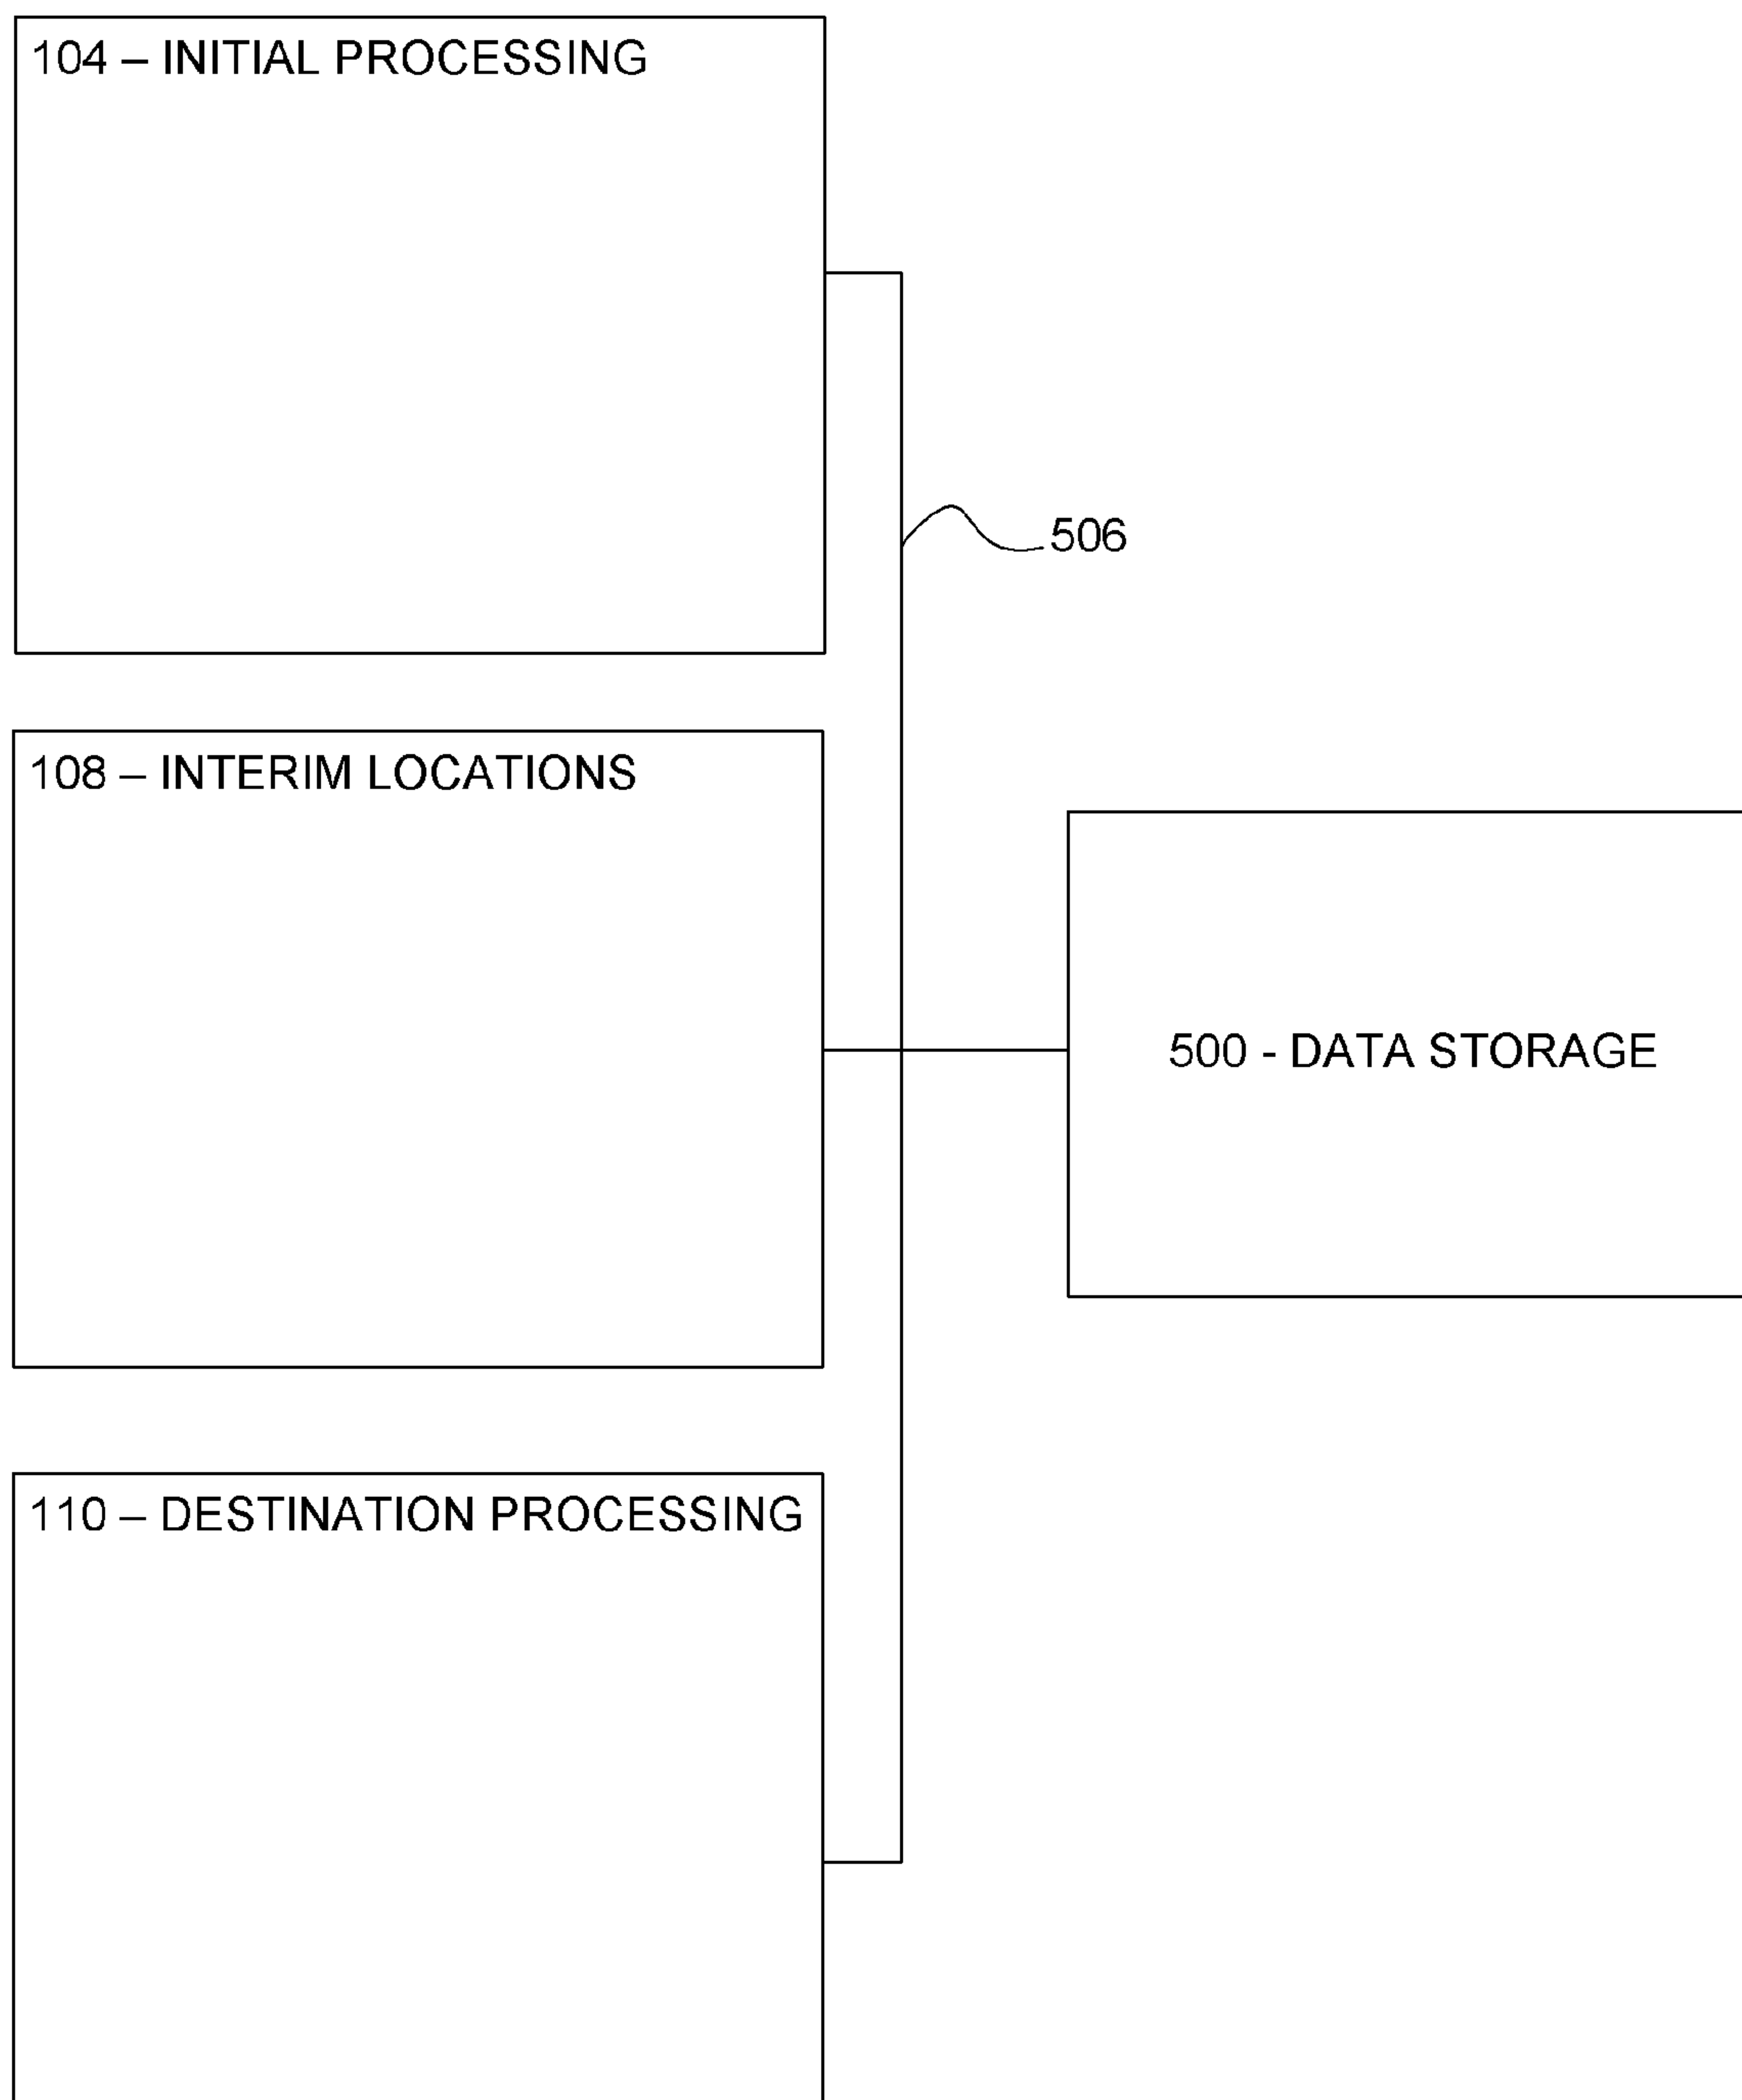 104 – INITIAL PROCESSING
506
108 – INTERIM LOCATIONS
500 - DATA STORAGE
110 – DESTINATION PROCESSING